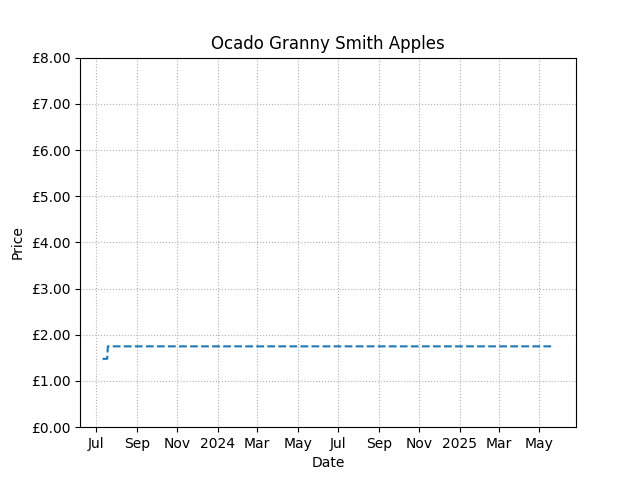 Ocado Granny Smith Apples
£8.00
£7.00
£6.00
£5.00
£4.00
£3.00
£2.00
£1.00
£0.00
Price
Jul Sep Nov 2024 Mar May Jul Sep Nov 2025 Mar May
Date